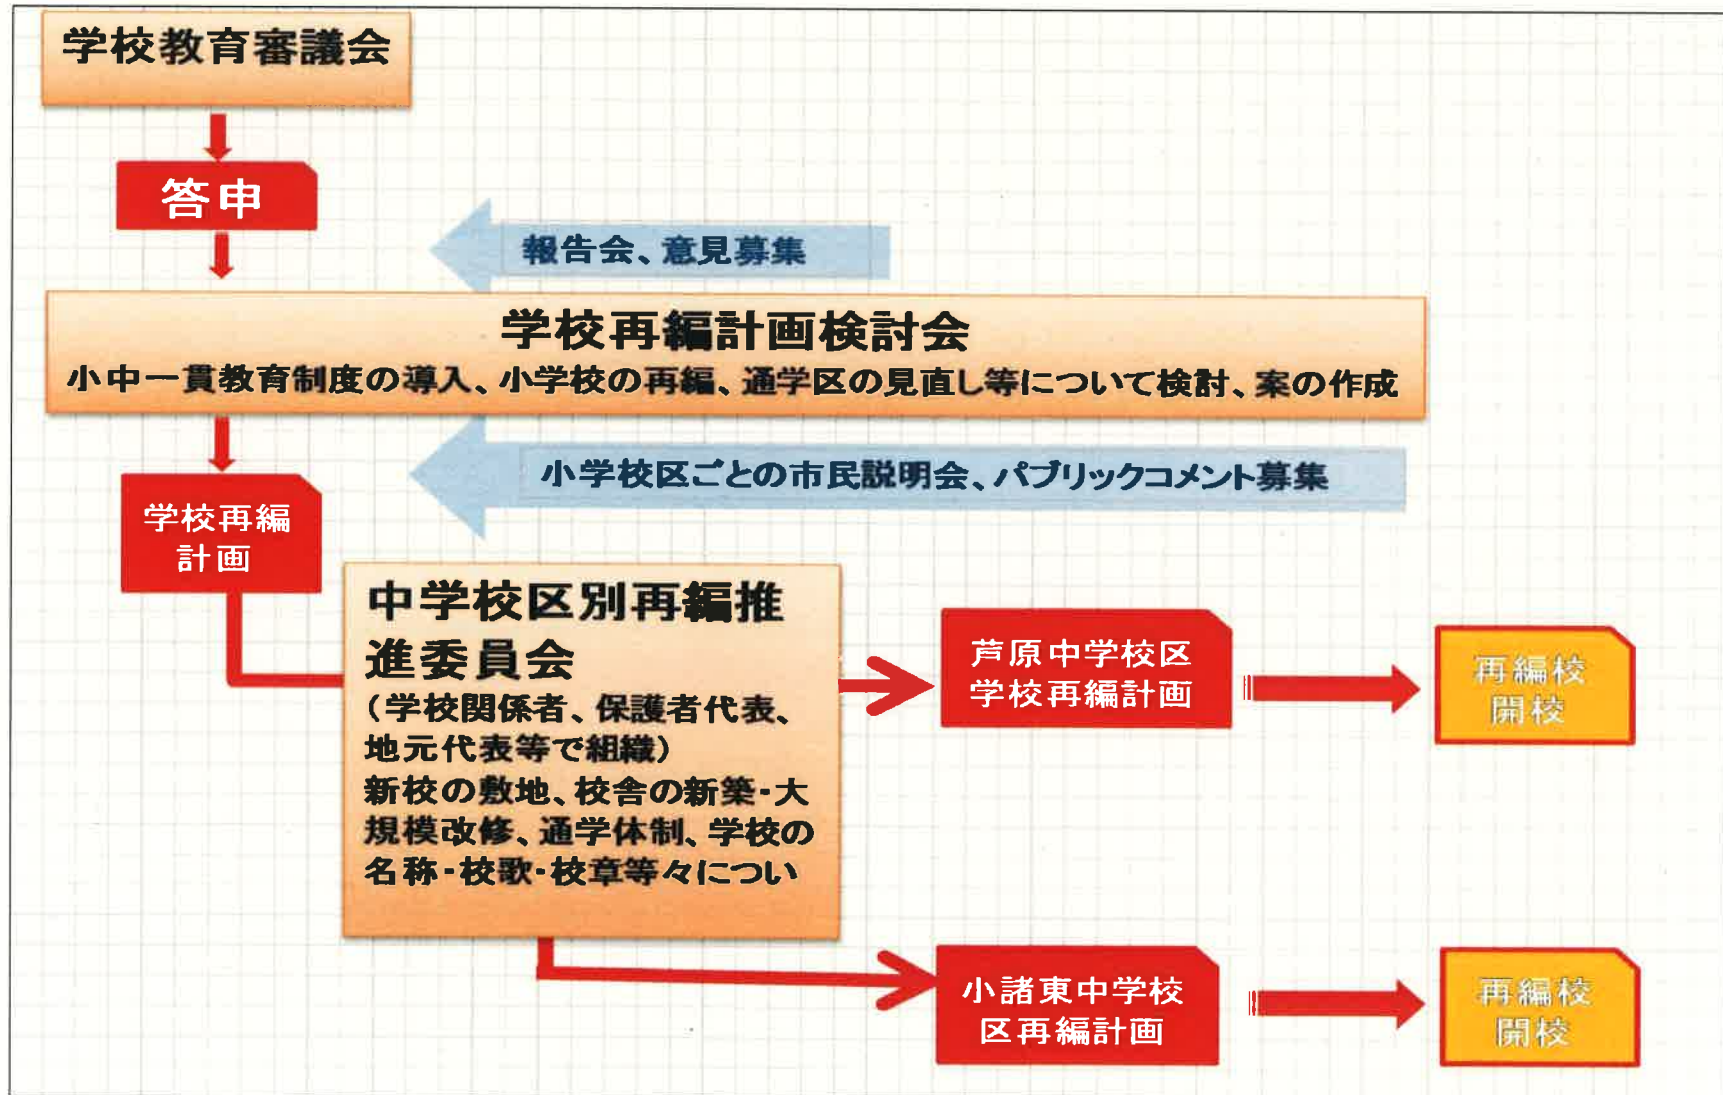 学校教育審議会
答申
報告会、意見募集
学校再編計画検討会
小中一貫教育制度の導入、小学校の再編、通学区の見直し等について検討、案の作成
小学校区ごとの市民説明会、パブリックコメント募集
学校再編
計画
中学校区別再編推
進委員会
（学校関係者、保護者代表、
地元代表等で組織）
新校の敷地、校舎の新築・大
規模改修、通学体制、学校の
名称・校歌・校章等々につい
芦原中学校区
学校再編計画
再編校
開校
小諸東中学校
区再編計画
再編校
開校